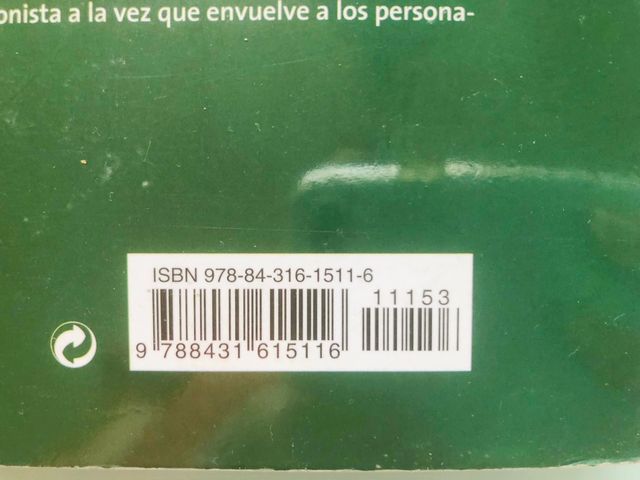 onista a la vez que envuelve a los persona-
ISBN 978-84-316-1511-6
11153
9 788431 615116